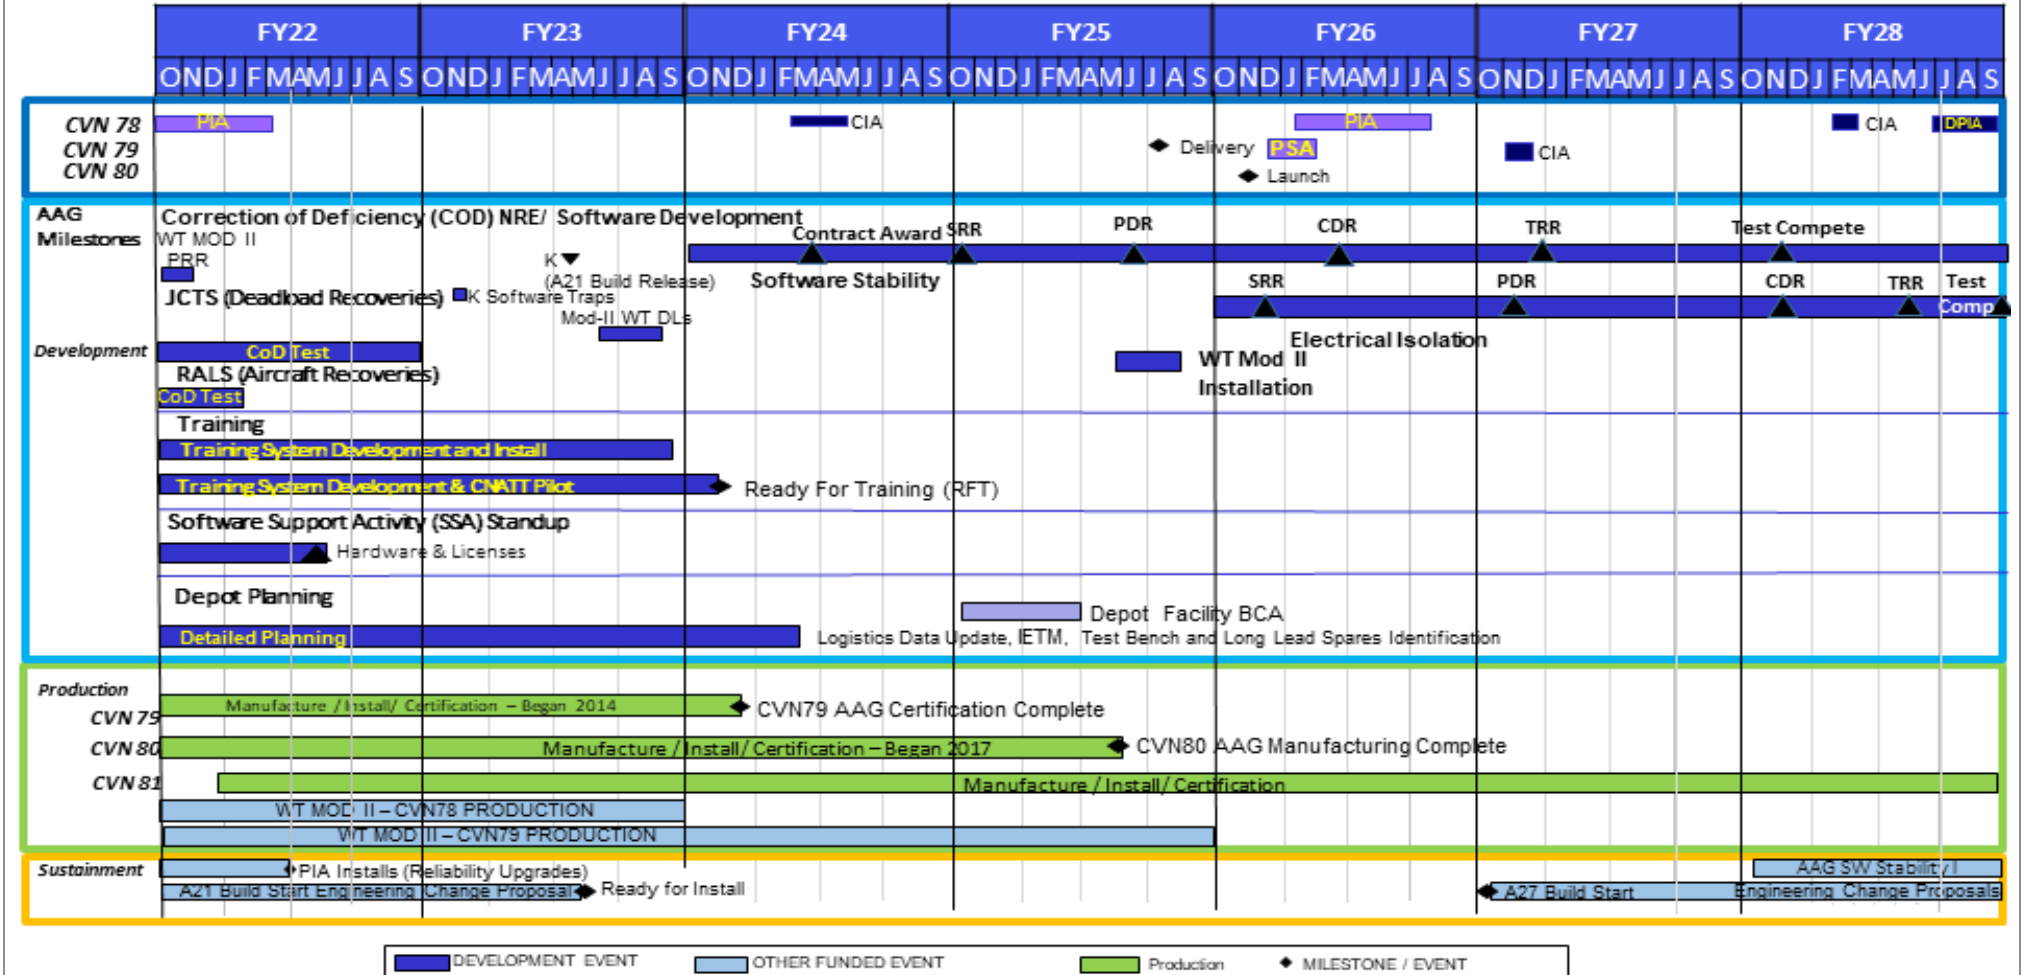 FY22 FY23 FY24 FY25 FY26 FY27 FY28
O N D J F M A M J J A S O N D J F M A M J J A S O N D J F M A M J J A S O N D J F M A M J J A S O N D J F M A M J J A S O N D J F M A M J J A S O N D J F M A M J J A S
CVN 78 PIA CIA PIA CIA DPIA
CVN 79 Delivery PSA CIA
CVN 80 Launch
AAG Milestones
Correction of Deficiency (COD) NRE/ Software Development
Contract Award SRR PDR CDR TRR Test Compete
WT MOD II
PRR
K
(A21 Build Release)
Software Stability
SRR PDR CDR TRR Test
Comp
JCTS (Deadload Recoveries) K Software Traps
Mod-II WT DLs
Electrical Isolation
Development CoD Test
WT Mod II
Installation
RALS (Aircraft Recoveries)
CoD Test
Training
Training System Development and Install
Training System Development & CNATT Pilot Ready For Training (RFT)
Software Support Activity (SSA) Standup
Hardware & Licenses
Depot Planning
Depot Facility BCA
Detailed Planning Logistics Data Update, IETM, Test Bench and Long Lead Spares Identification
Production
CVN 79 Manufacture / Install/ Certification – Began 2014 CVN79 AAG Certification Complete
CVN 80 Manufacture / Install/ Certification – Began 2017 CVN80 AAG Manufacturing Complete
CVN 81 Manufacture / Install/ Certification
WT MOD II – CVN78 PRODUCTION
WT MOD II – CVN79 PRODUCTION
Sustainment PIA Installs (Reliability Upgrades) AAG SW Stability I
A21 Build Start Engineering Change Proposal Ready for Install A27 Build Start Engineering Change Proposals
DEVELOPMENT EVENT OTHER FUNDED EVENT Production MILESTONE / EVENT